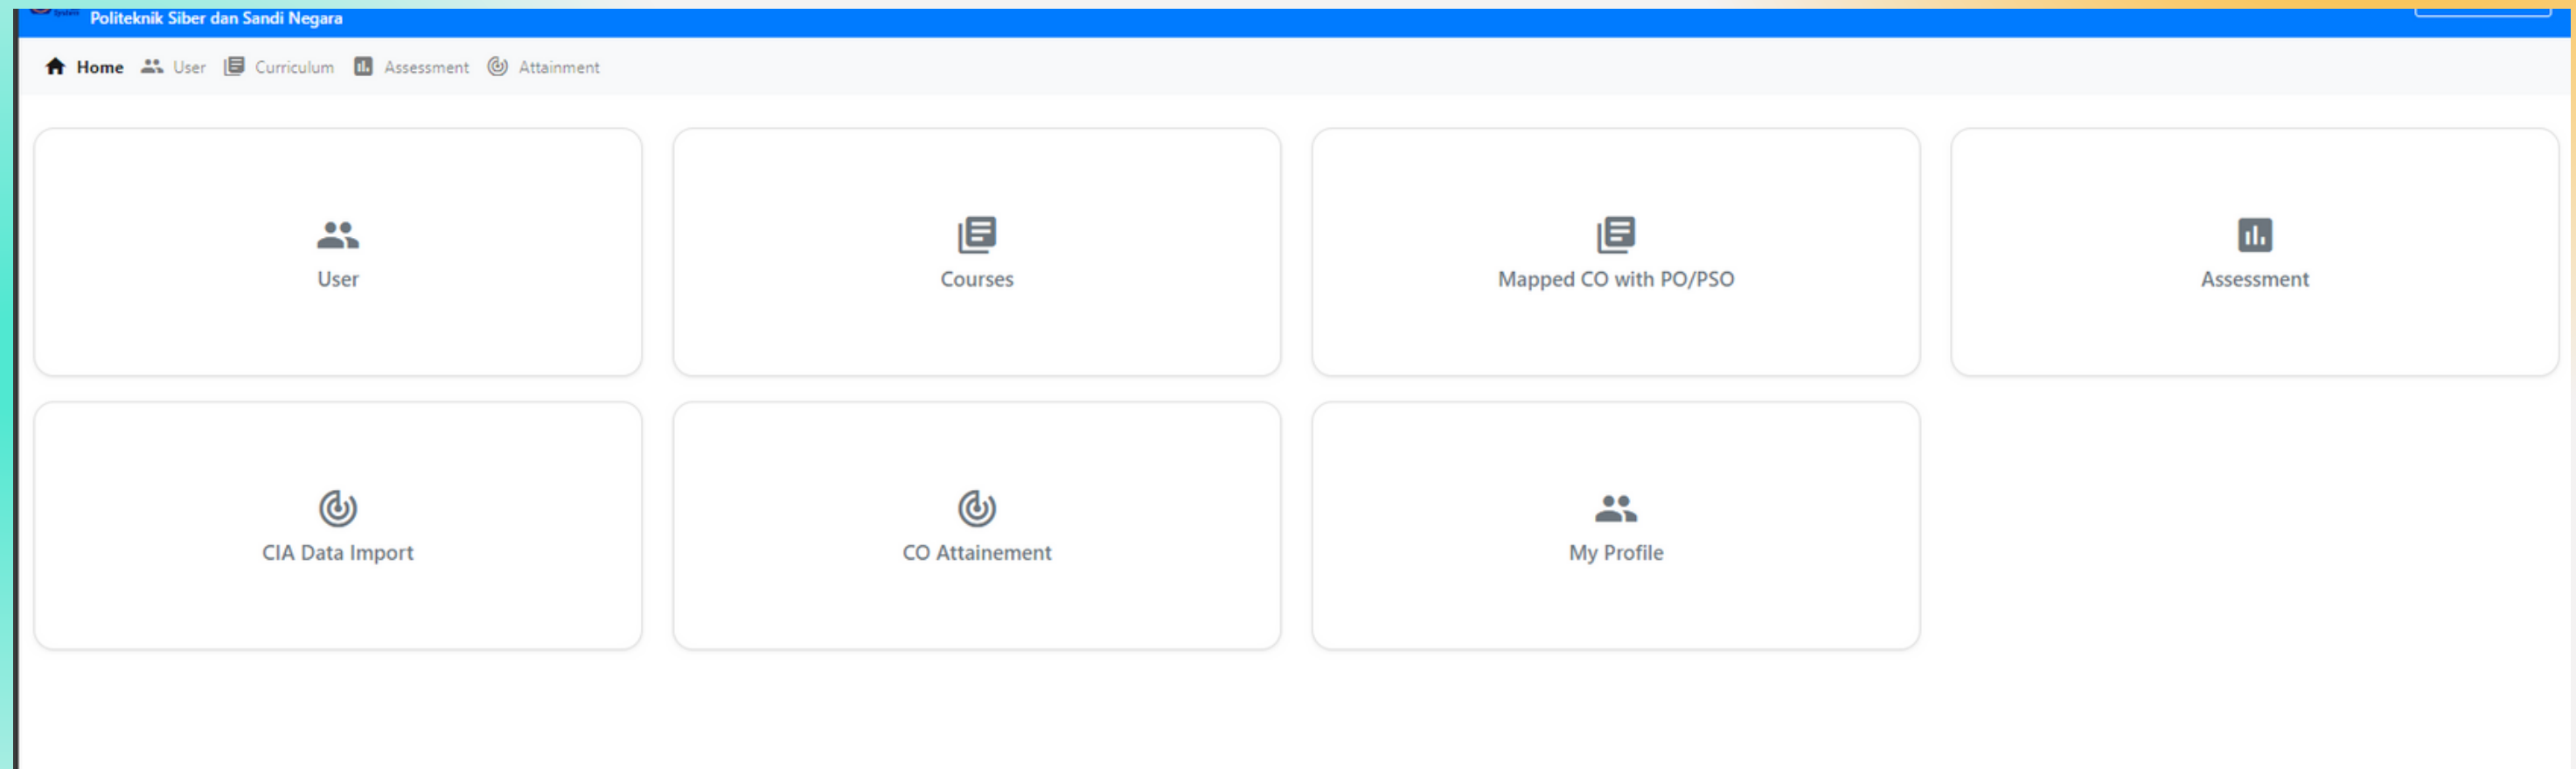 System
Politeknik Siber dan Sandi Negara
Home User Curriculum Assessment Attainment
User
Courses
Mapped CO with PO/PSO
Assessment
CIA Data Import
CO Attainement
My Profile